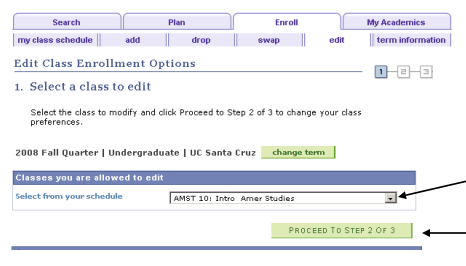 Search Plan Enroll My Academics
my class schedule add drop swap edit term information
Edit Class Enrollment Options
1 2 3
1. Select a class to edit
Select the class to modify and click Proceed to Step 2 of 3 to change your class
preferences.
2008 Fall Quarter | Undergraduate | UC Santa Cruz change term
Classes you are allowed to edit
Select from your schedule AMST 10: Intro Amer Studies
PROCEED TO STEP 2 OF 3